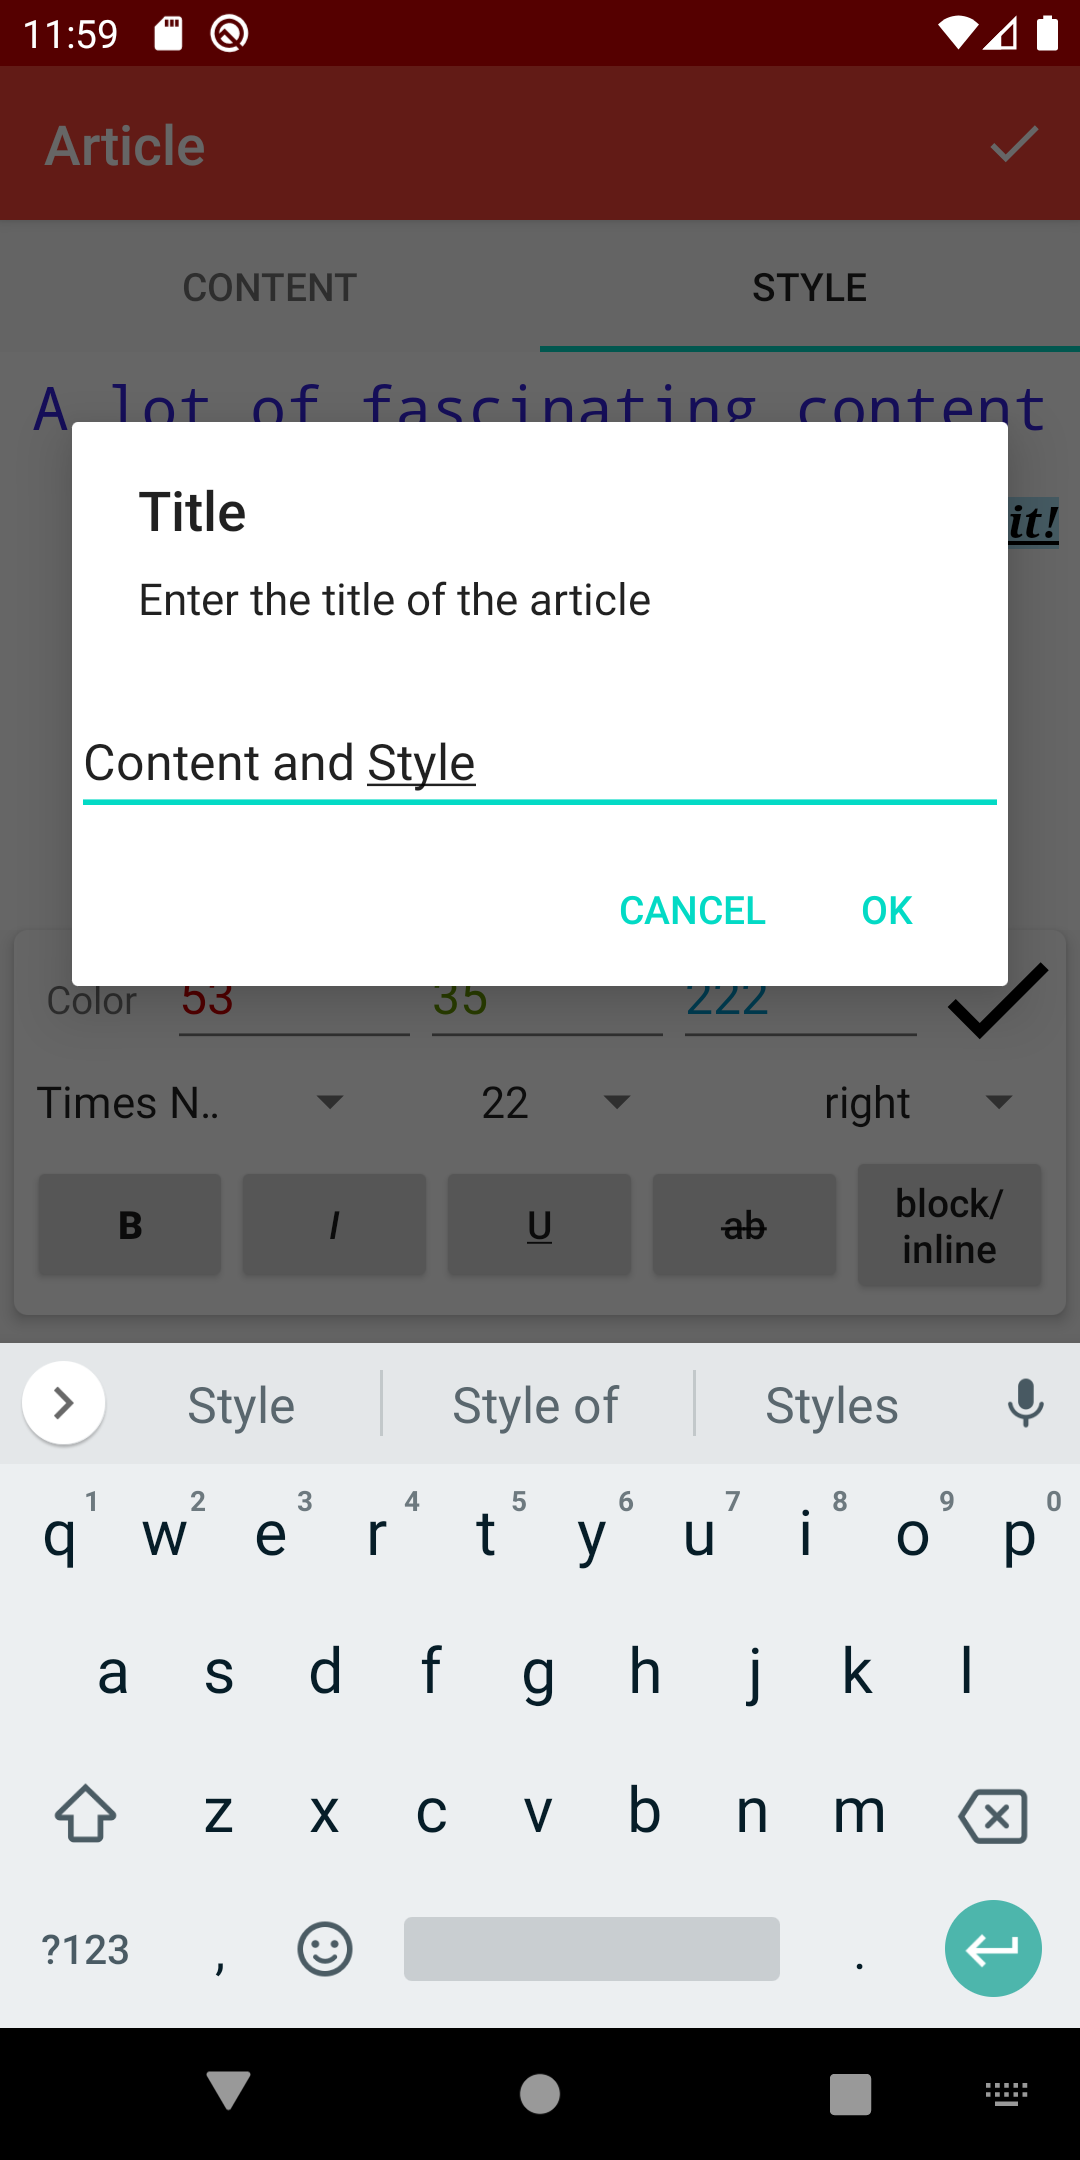 11:59
Article
CONTENT STYLE
A lot of fascinating content
it!
Title
Enter the title of the article
Content and Style
CANCEL OK
Color 53 35 222
Times N.. 22 right
B I U ab block/
inline
Style Style of Styles
1 2 3 4 5 6 7 8 9 0
q w e r t y u i o p
a s d f g h j k l
z x c v b n m
?123 , .